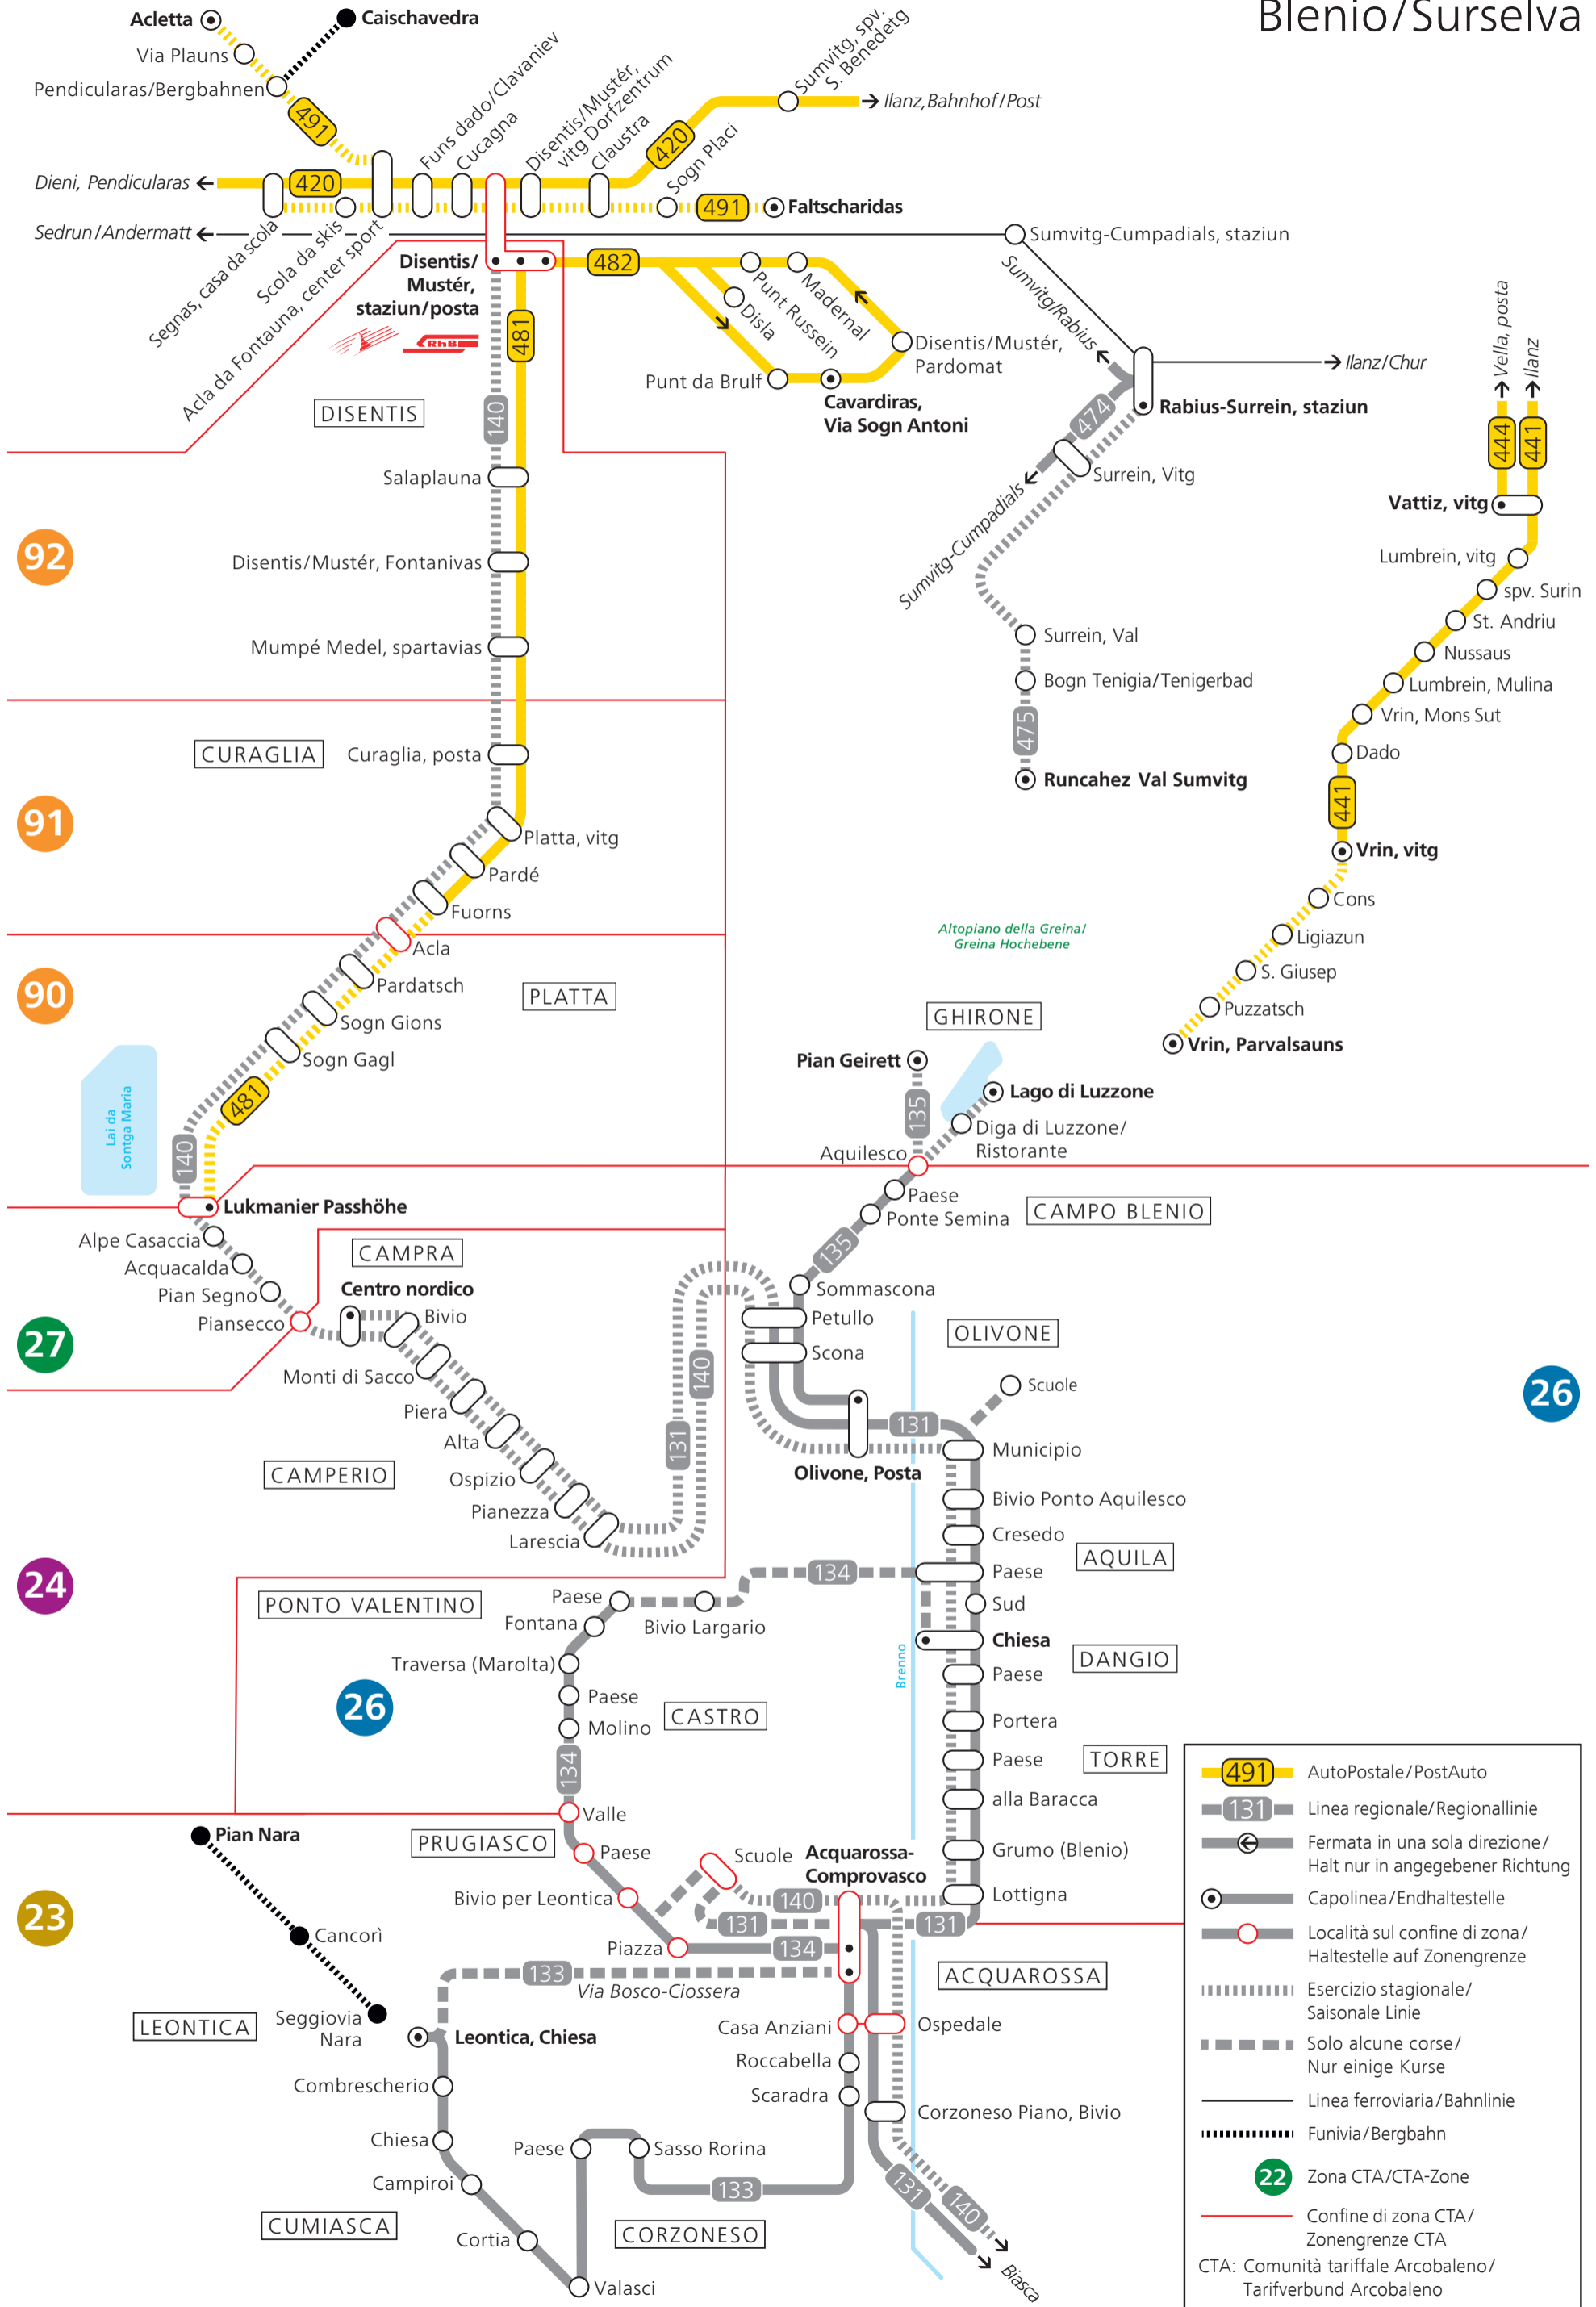 Blenio/Surselva
Acletta
Caischavedra
Via Plauns
Pendicularas/Bergbahnen
491
Funs dado/Clavaniev
Cucagna
Disentis/Mustér,
vitg Dorfzentrum
Claustra
420
Sogn Placi
Sumvitg, spv.
S. Benedetg
Ilanz, Bahnhof/Post
Dieni, Pendicularas
420
491
Faltscharidas
Sedrun/Andermatt
Segnas, casa da scola
Scola da skis
Acla da Fontauna, center sport
Disentis/
Mustér,
staziun/posta
RhB
482
481
140
Punt Russein
Madernal
Disla
Disentis/Mustér,
Pardomat
Punt da Brulf
Cavardiras,
Via Sogn Antoni
Sumvitg-Cumpadials, staziun
Sumvitg/Rabius
Ilanz/Chur
Rabius-Surrein, staziun
474
Surrein, Vitg
Sumvitg-Cumpadials
Surrein, Val
Bogn Tenigia/Tenigerbad
475
Runcahez Val Sumvitg
Vella, posta
Ilanz
444
441
Vattiz, vitg
Lumbrein, vitg
spv. Surin
St. Andriu
Nussaus
Lumbrein, Mulina
Vrin, Mons Sut
Dado
441
Vrin, vitg
Cons
Ligiazun
S. Giusep
Puzzatsch
Vrin, Parvalsauns
DISENTIS
Salaplauna
92
Disentis/Mustér, Fontanivas
Mumpé Medel, spartavias
CURAGLIA
Curaglia, posta
91
Platta, vitg
Pardé
Fuorns
Acla
90
Pardatsch
PLATTA
Sogn Gions
Sogn Gagl
481
Lai da
Sontga Maria
140
Lukmanier Passhöhe
Altopiano della Greina/
Greina Hochebene
GHIRONE
Pian Geirett
135
Lago di Luzzone
Diga di Luzzone/
Ristorante
Aquilesco
Paese
Ponte Semina
CAMPO BLENIO
135
Sommascona
Petullo
Scona
OLIVONE
Scuole
131
Municipio
Olivone, Posta
26
Alpe Casaccia
Acquacalda
Pian Segno
Piansecco
27
CAMPRA
Centro nordico
Bivio
Monti di Sacco
Piera
Alta
Ospizio
Pianezza
Larescia
CAMPERIO
131
140
24
Bivio Ponto Aquilesco
Cresedo
AQUILA
Paese
Sud
Chiesa
DANGIO
Paese
Portera
Paese
TORRE
alla Baracca
Grumo (Blenio)
Lottigna
Brenno
134
PONTO VALENTINO
Paese
Fontana
Bivio Largario
Traversa (Marolta)
26
Paese
CASTRO
Molino
134
Valle
PRUGIASCO
Paese
Bivio per Leontica
Piazza
Scuole
Acquarossa-
Comprovasco
140
131
131
134
133
Via Bosco-Ciossera
ACQUAROSSA
Pian Nara
23
Cancorì
Seggiovia
Nara
LEONTICA
Leontica, Chiesa
Casa Anziani
Ospedale
Roccabella
Scaradra
Corzoneso Piano, Bivio
Combrescherio
Chiesa
Campiroi
Paese
Sasso Rorina
133
CUMIASCA
CORZONESO
Cortia
Valasci
131
140
Biasca
491
AutoPostale/PostAuto
131
Linea regionale/Regionallinie
Fermata in una sola direzione/
Halt nur in angegebener Richtung
Capolinea/Endhaltestelle
Località sul confine di zona/
Haltestelle auf Zonengrenze
Esercizio stagionale/
Saisonale Linie
Solo alcune corse/
Nur einige Kurse
Linea ferroviaria/Bahnlinie
Funivia/Bergbahn
22
Zona CTA/CTA-Zone
Confine di zona CTA/
Zonengrenze CTA
CTA: Comunità tariffale Arcobaleno/
Tarifverbund Arcobaleno